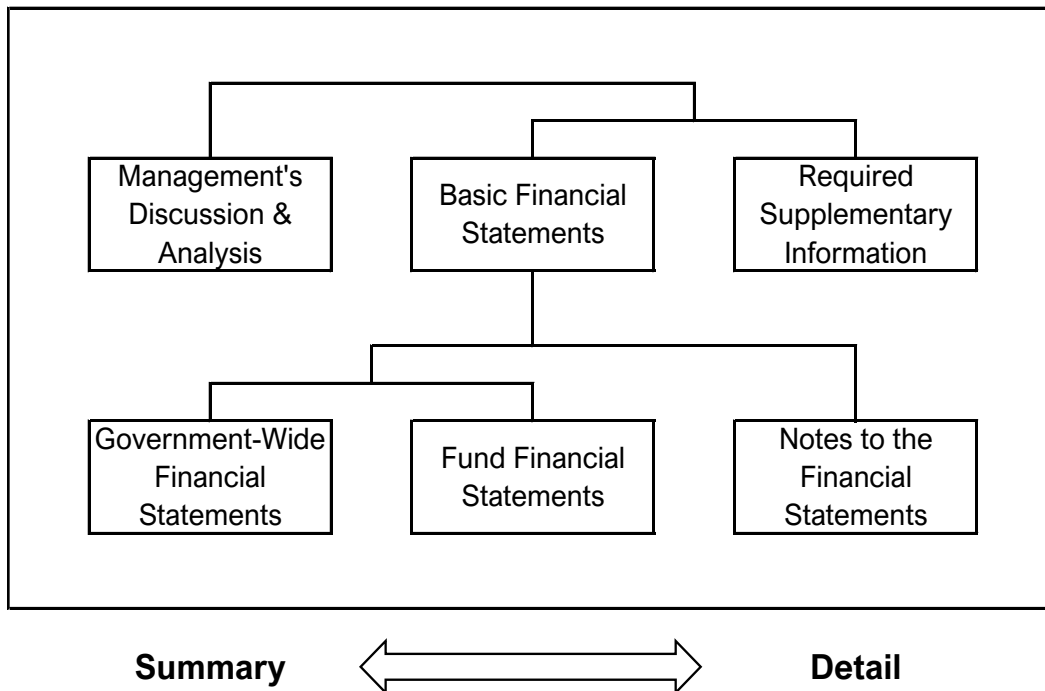 Management's
Discussion &
Analysis
Basic Financial
Statements
Required
Supplementary
Information
Government-Wide
Financial
Statements
Fund Financial
Statements
Notes to the
Financial
Statements
Summary
Detail